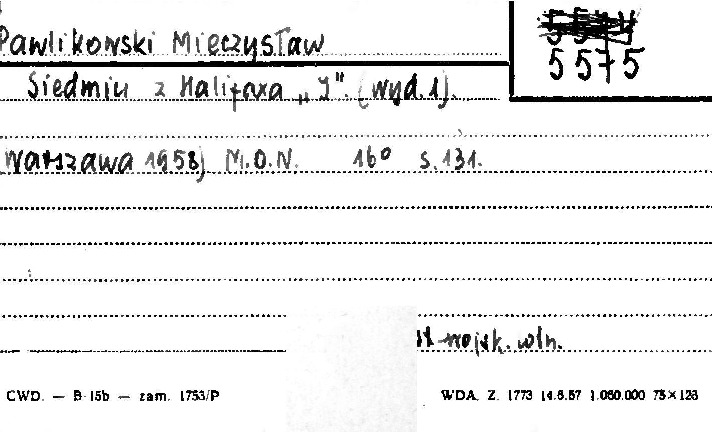 Pawlikowski Mieczysław
5575
Siedmiu z Halifaxa „J". (wyd. 1).
Warszawa 1958) M.O.N. 16° s. 131.
wojsk. wln.
CWD. — B-15b — zam. 1753/P
WDA. Z. 1773 14.6.57 1.060.000 75×125